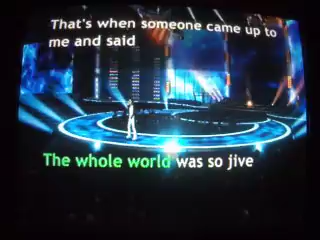 That's when someone came up to
me and said
The whole world was so jive